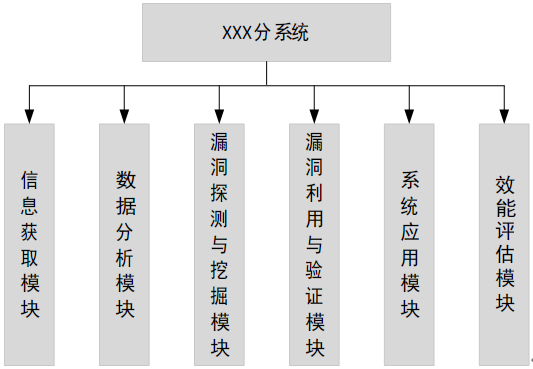 XXX分系统
信息获取模块
数据分析模块
漏洞探测与挖掘模块
漏洞利用与验证模块
系统应用模块
效能评估模块